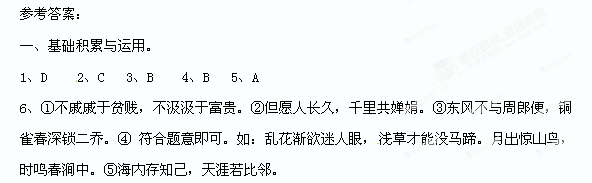 参考答案：
一、基础积累与运用。
1、D 2、C 3、B 4、B 5、A
6、①不戚戚于贫贱，不汲汲于富贵。②但愿人长久，千里共婵娟。③东风不与周郎便，铜
雀春深锁二乔。④ 符合题意即可。如：乱花渐欲迷人眼，浅草才能没马蹄。月出惊山鸟，
时鸣春涧中。⑤海内存知己，天涯若比邻。